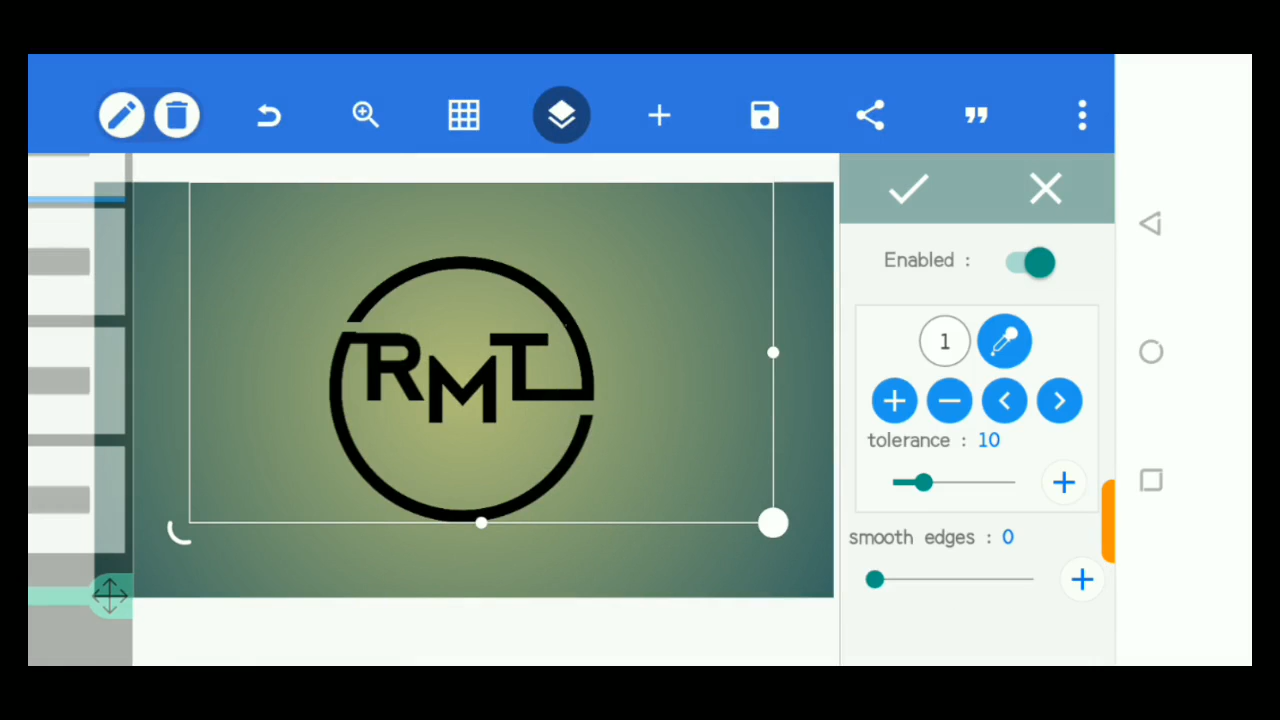 Enabled :
1
tolerance : 10
smooth edges : 0
RMT